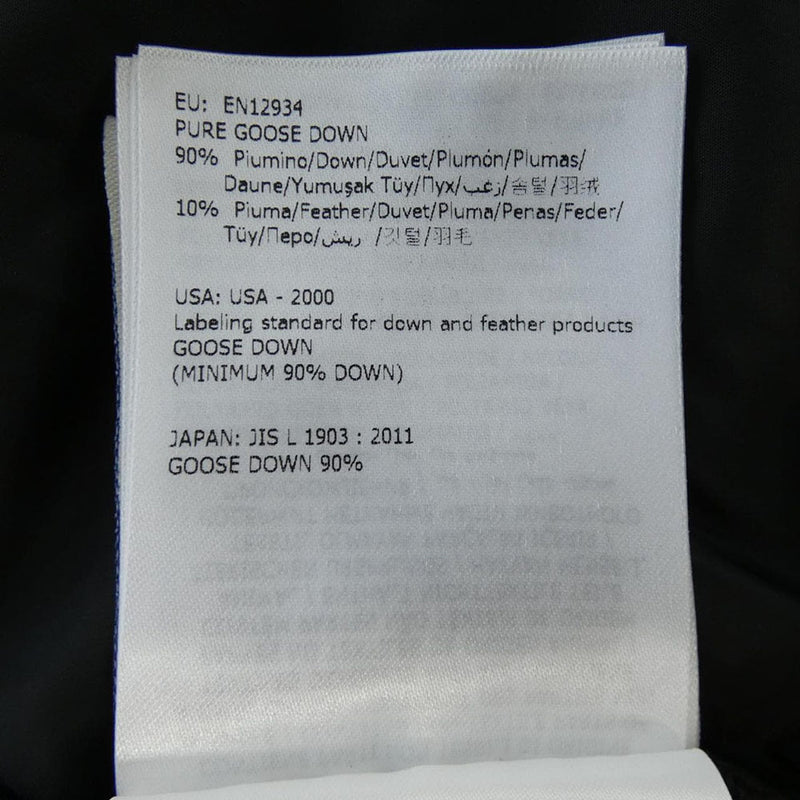 EU: EN12934
PURE GOOSE DOWN
90% Piumino/Down/Duvet/Plumón/Plumas/
Daune/Yumuşak Tüy/Пух/زغب/솜털/羽绒
10% Piuma/Feather/Duvet/Pluma/Penas/Feder/
Tüy/Перо/ريش /깃털/羽毛
USA: USA - 2000
Labeling standard for down and feather products
GOOSE DOWN
(MINIMUM 90% DOWN)
JAPAN: JIS L 1903 : 2011
GOOSE DOWN 90%